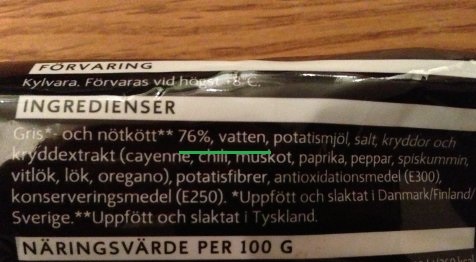 FÖRVARING
Kylvara. Förvaras vid högst +8°C.
INGREDIENSER
Gris* och nötkött** 76%, vatten, potatismjöl, salt, kryddor och
kryddextrakt (cayenne, chili, muskot, paprika, peppar, spiskummin,
vitlök, lök, oregano), potatisfibrer, antioxidationsmedel (E300),
konserveringsmedel (E250). *Uppfött och slaktat i Danmark/Finland/
Sverige.**Uppfött och slaktat i Tyskland.
NÄRINGSVÄRDE PER 100 G